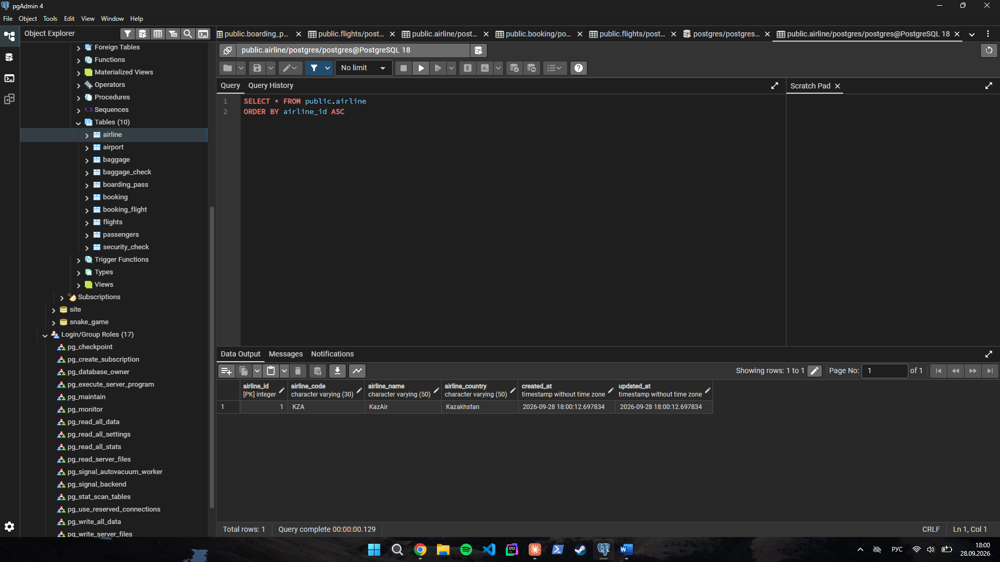 pgAdmin 4
File Object Tools Edit View Window Help
Object Explorer
public.boarding_p... public.flights/post... public.airline/post... public.booking/po... public.flights/post... postgres/postgres... public.airline/postgres/postgres@PostgreSQL 18
public.airline/postgres/postgres@PostgreSQL 18
No limit
E
Query Query History
Scratch Pad
1 SELECT * FROM public.airline
2 ORDER BY airline_id ASC
Foreign Tables
Functions
Materialized Views
Operators
Procedures
1..3 Sequences
Tables (10)
airline
airport
baggage
baggage_check
boarding_pass
booking
booking_flight
flights
passengers
security_check
Trigger Functions
Types
Views
Subscriptions
site
snake_game
Login/Group Roles (17)
pg_checkpoint
pg_create_subscription
pg_database_owner
pg_execute_server_program
pg_maintain
pg_monitor
pg_read_all_data
pg_read_all_settings
pg_read_all_stats
pg_read_server_files
pg_signal_autovacuum_worker
pg_signal_backend
pg_stat_scan_tables
pg_use_reserved_connections
pg_write_all_data
pg_write_server_files
Data Output Messages Notifications
Showing rows: 1 to 1 Page No: 1 of 1
airline_id airline_code airline_name airline_country created_at updated_at
[PK] integer character varying (30) character varying (50) character varying (50) timestamp without time zone timestamp without time zone
1 1 KZA KazAir Kazakhstan 2026-09-28 18:00:12.697834 2026-09-28 18:00:12.697834
Total rows: 1 Query complete 00:00:00.129 CRLF Ln 1, Col 1
DG
РУС
18:00
28.09.2026